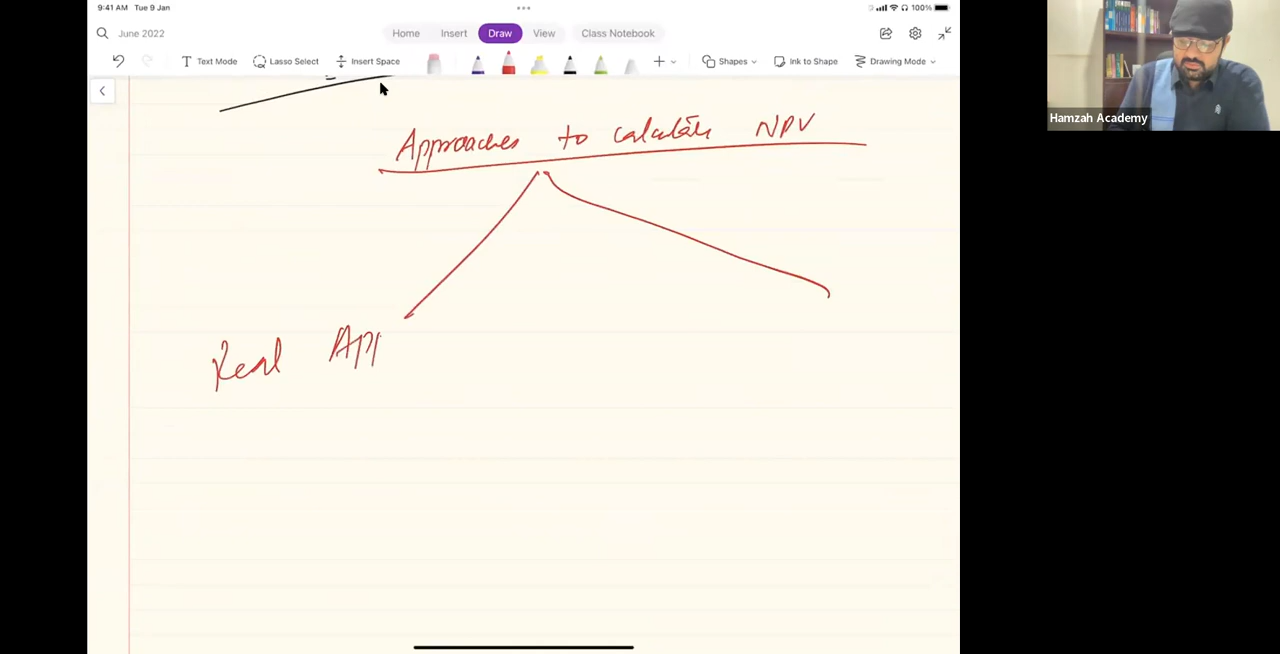 9:41 AM Tue 9 Jan
100%
June 2022
Home Insert Draw View Class Notebook
Text Mode Lasso Select Insert Space Shapes Ink to Shape Drawing Mode
Hamzah Academy
Approaches to calculate NPV
Real App